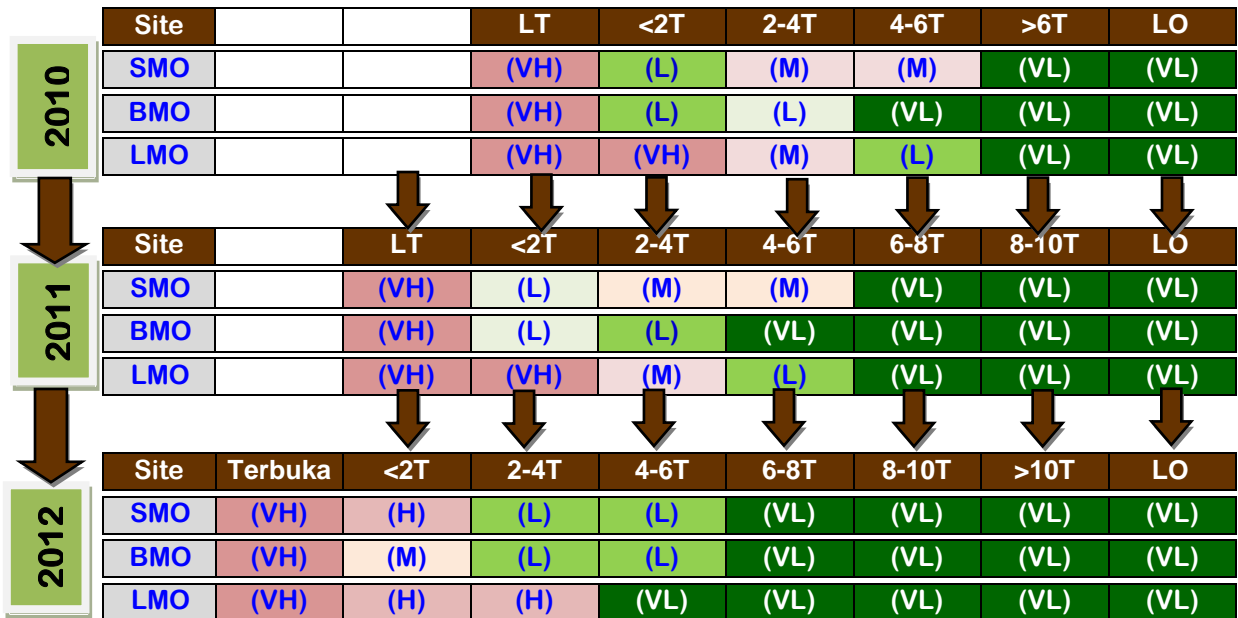 Site LT <2T 2-4T 4-6T >6T LO
2010
SMO (VH) (L) (M) (M) (VL) (VL)
BMO (VH) (L) (L) (VL) (VL) (VL)
LMO (VH) (VH) (M) (L) (VL) (VL)
Site LT <2T 2-4T 4-6T 6-8T 8-10T LO
2011
SMO (VH) (L) (M) (M) (VL) (VL) (VL)
BMO (VH) (L) (L) (VL) (VL) (VL) (VL)
LMO (VH) (VH) (M) (L) (VL) (VL) (VL)
Site Terbuka <2T 2-4T 4-6T 6-8T 8-10T >10T LO
2012
SMO (VH) (H) (L) (L) (VL) (VL) (VL) (VL)
BMO (VH) (M) (L) (L) (VL) (VL) (VL) (VL)
LMO (VH) (H) (H) (VL) (VL) (VL) (VL) (VL)